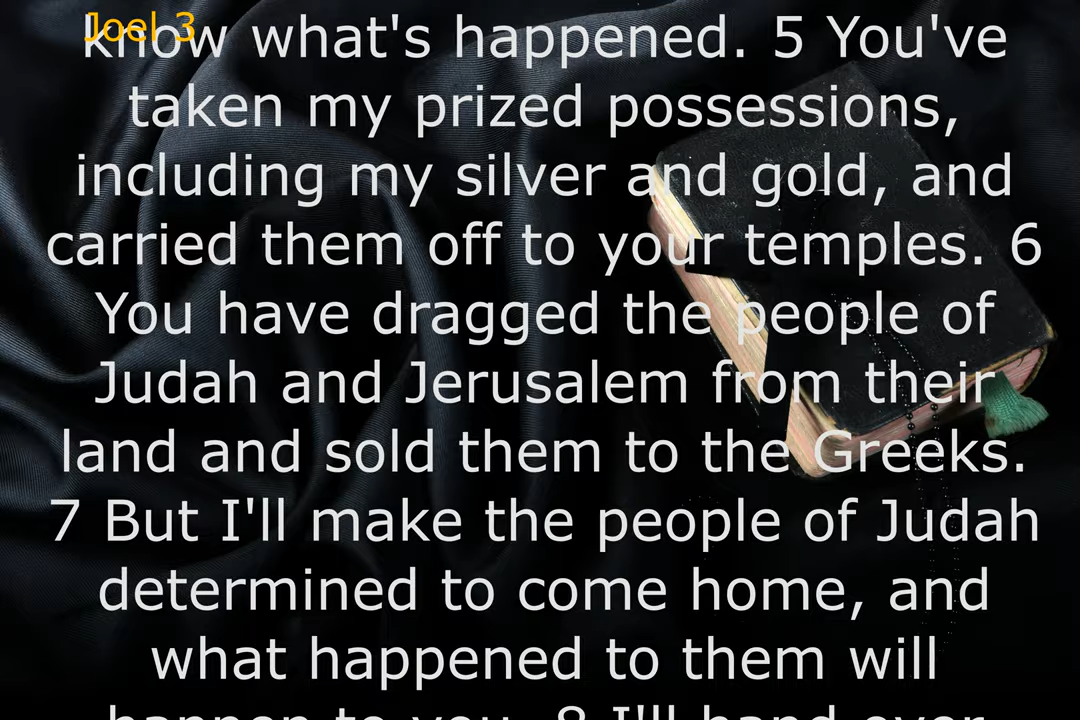 Joel 3
know what's happened. 5 You've
taken my prized possessions,
including my silver and gold, and
carried them off to your temples. 6
You have dragged the people of
Judah and Jerusalem from their
land and sold them to the Greeks.
7 But I'll make the people of Judah
determined to come home, and
what happened to them will
happen to you. 8 I'll hand over